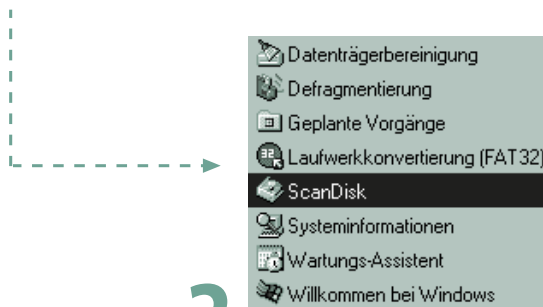 Datenträgerbereinigung
Defragmentierung
Geplante Vorgänge
Laufwerkkonvertierung (FAT32)
ScanDisk
Systeminformationen
Wartungs-Assistent
Willkommen bei Windows